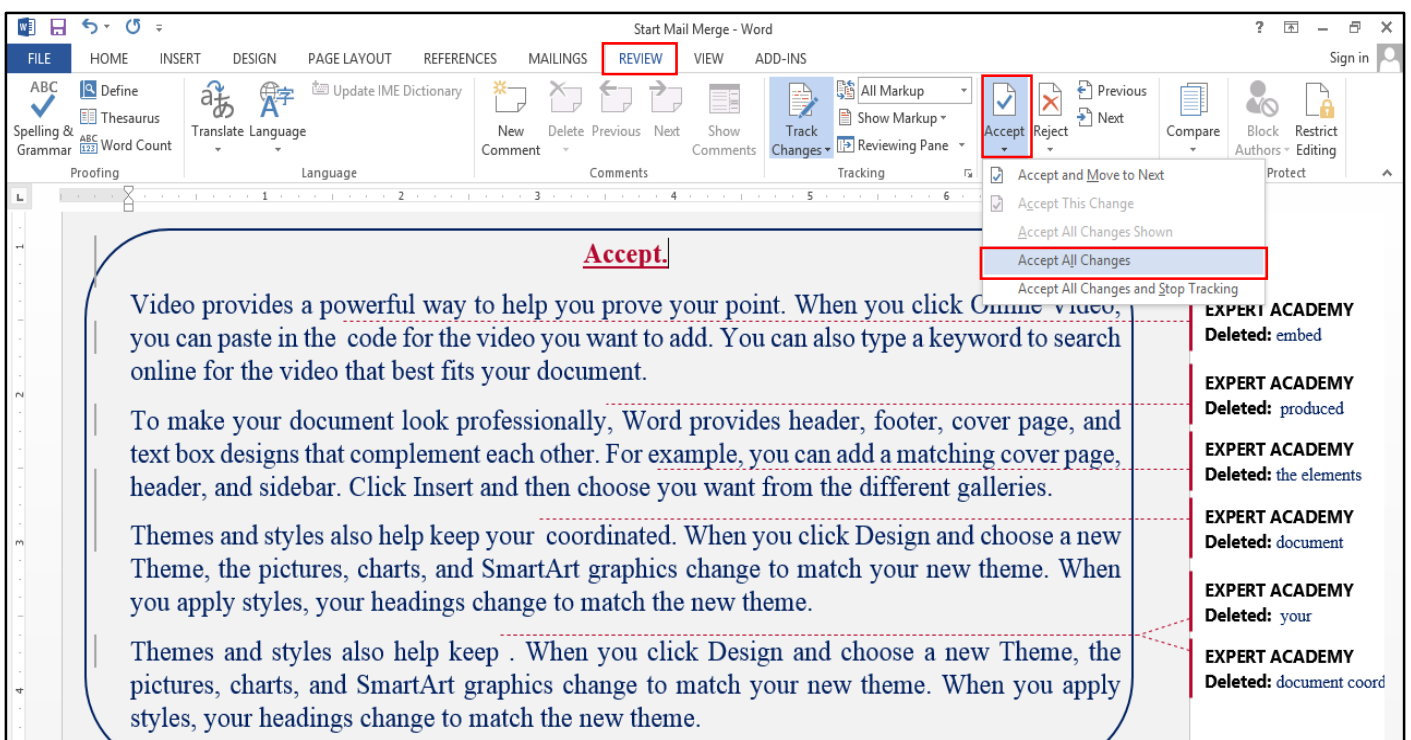 Start Mail Merge - Word
?
FILE HOME INSERT DESIGN PAGE LAYOUT REFERENCES MAILINGS REVIEW VIEW ADD-INS Sign in
ABC
Spelling &
Grammar
Define
Thesaurus
ABC 123 Word Count
Proofing
Translate Language
Update IME Dictionary
Language
New
Comment
Delete Previous Next
Show
Comments
Comments
Track
Changes
All Markup
Show Markup
Reviewing Pane
Tracking
Accept Reject
Previous
Next
Compare
Block
Authors
Restrict
Editing
Protect
Accept and Move to Next
Accept This Change
Accept All Changes Shown
Accept All Changes
Accept All Changes and Stop Tracking
1 2 3 4 5 6
1
2
3
4
Accept.
Video provides a powerful way to help you prove your point. When you click Online Video,
you can paste in the  code for the video you want to add. You can also type a keyword to search
online for the video that best fits your document.
To make your document look professionally, Word provides header, footer, cover page, and
text box designs that complement each other. For example, you can add a matching cover page,
header, and sidebar. Click Insert and then choose you want from the different galleries.
Themes and styles also help keep your  coordinated. When you click Design and choose a new
Theme, the pictures, charts, and SmartArt graphics change to match your new theme. When
you apply styles, your headings change to match the new theme.
Themes and styles also help keep . When you click Design and choose a new Theme, the
pictures, charts, and SmartArt graphics change to match your new theme. When you apply
styles, your headings change to match the new theme.
EXPERT ACADEMY
Deleted: embed
EXPERT ACADEMY
Deleted: produced
EXPERT ACADEMY
Deleted: the elements
EXPERT ACADEMY
Deleted: document
EXPERT ACADEMY
Deleted: your
EXPERT ACADEMY
Deleted: document coord